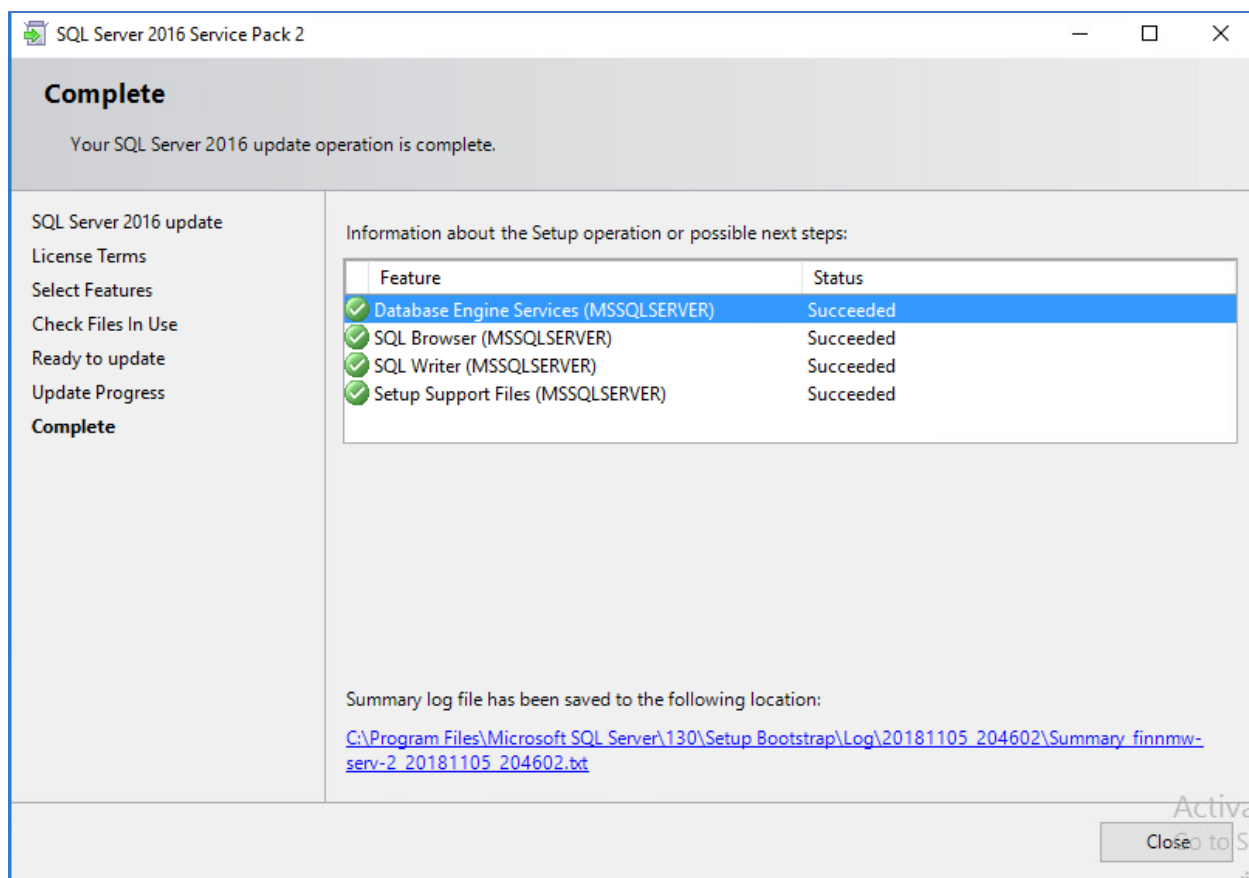 SQL Server 2016 Service Pack 2
Complete
Your SQL Server 2016 update operation is complete.
SQL Server 2016 update
License Terms
Select Features
Check Files In Use
Ready to update
Update Progress
Complete
Information about the Setup operation or possible next steps:
Feature Status
Database Engine Services (MSSQLSERVER) Succeeded
SQL Browser (MSSQLSERVER) Succeeded
SQL Writer (MSSQLSERVER) Succeeded
Setup Support Files (MSSQLSERVER) Succeeded
Summary log file has been saved to the following location:
C:\Program Files\Microsoft SQL Server\130\Setup Bootstrap\Log\20181105_204602\Summary_finnmw-
serv-2_20181105_204602.txt
Activa
Close
Go to S